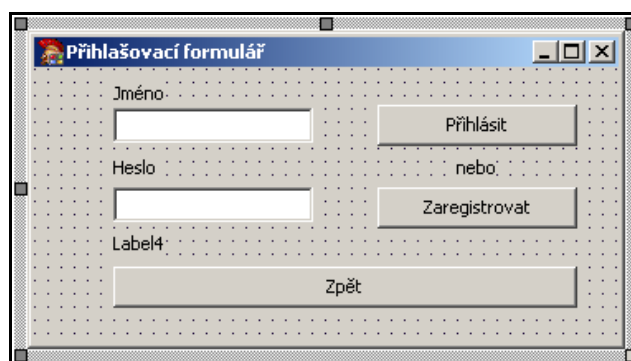 Přihlašovací formulář
Jméno
Přihlásit
Heslo
nebo
Zaregistrovat
Label4
Zpět